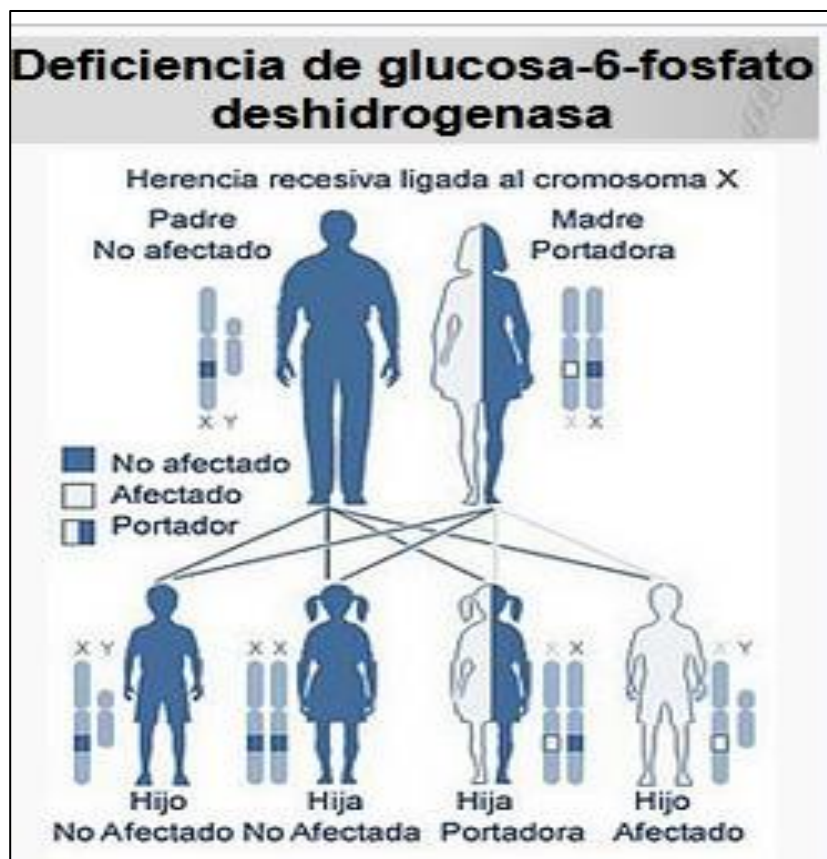 Deficiencia de glucosa-6-fosfato
deshidrogenasa
Herencia recesiva ligada al cromosoma X
Padre
No afectado
Madre
Portadora
X Y
X X
No afectado
Afectado
Portador
X Y
X X
X X
X Y
Hijo
No Afectado
Hija
No Afectada
Hija
Portadora
Hijo
Afectado